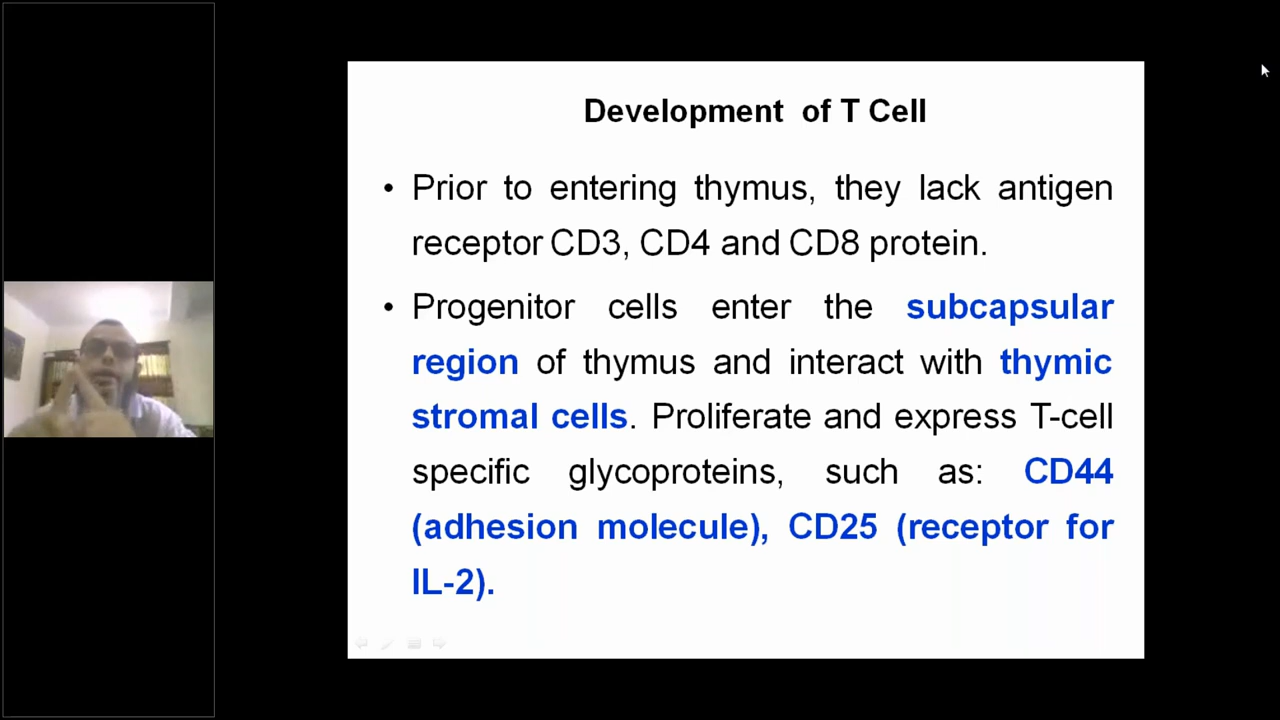 Development of T Cell
• Prior to entering thymus, they lack antigen
receptor CD3, CD4 and CD8 protein.
• Progenitor cells enter the subcapsular
region of thymus and interact with thymic
stromal cells. Proliferate and express T-cell
specific glycoproteins, such as: CD44
(adhesion molecule), CD25 (receptor for
IL-2).